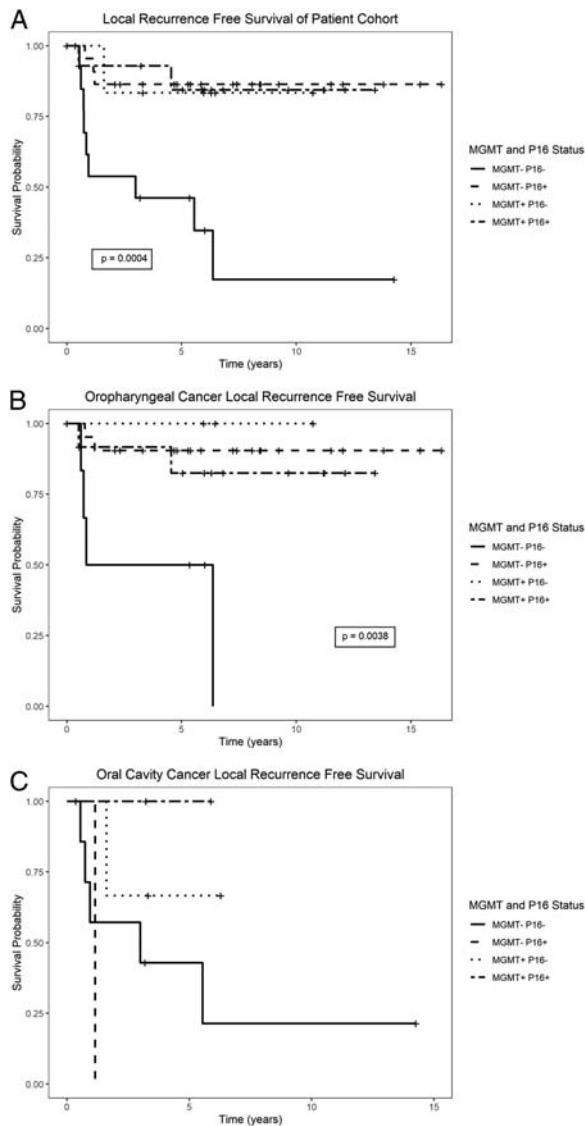 A
Local Recurrence Free Survival of Patient Cohort
1.00
0.75
0.50
0.25
0.00
Survival Probability
p = 0.0004
0
5
10
15
Time (years)
MGMT and P16 Status
MGMT- P16-
MGMT- P16+
MGMT+ P16-
MGMT+ P16+
B
Oropharyngeal Cancer Local Recurrence Free Survival
1.00
0.75
0.50
0.25
0.00
Survival Probability
p = 0.0038
0
5
10
15
Time (years)
MGMT and P16 Status
MGMT- P16-
MGMT- P16+
MGMT+ P16-
MGMT+ P16+
C
Oral Cavity Cancer Local Recurrence Free Survival
1.00
0.75
0.50
0.25
0.00
Survival Probability
0
5
10
15
Time (years)
MGMT and P16 Status
MGMT- P16-
MGMT- P16+
MGMT+ P16-
MGMT+ P16+